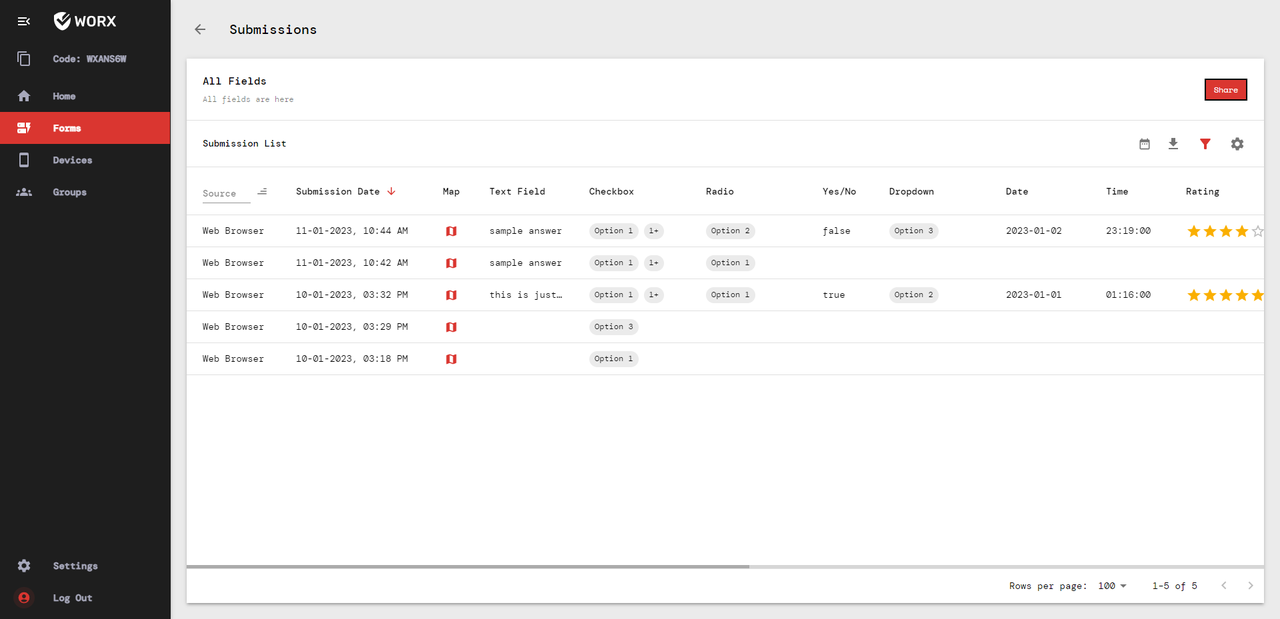 WORX
Submissions
Code: WXANS6W
Home
Forms
Devices
Groups
Settings
Log Out
All Fields
All fields are here
Share
Submission List
Source Submission Date Map Text Field Checkbox Radio Yes/No Dropdown Date Time Rating
Web Browser 11-01-2023, 10:44 AM sample answer Option 1 1+ Option 2 false Option 3 2023-01-02 23:19:00
Web Browser 11-01-2023, 10:42 AM sample answer Option 1 1+ Option 1
Web Browser 10-01-2023, 03:32 PM this is just… Option 1 1+ Option 1 true Option 2 2023-01-01 01:16:00
Web Browser 10-01-2023, 03:29 PM Option 3
Web Browser 10-01-2023, 03:18 PM Option 1
Rows per page: 100 1-5 of 5